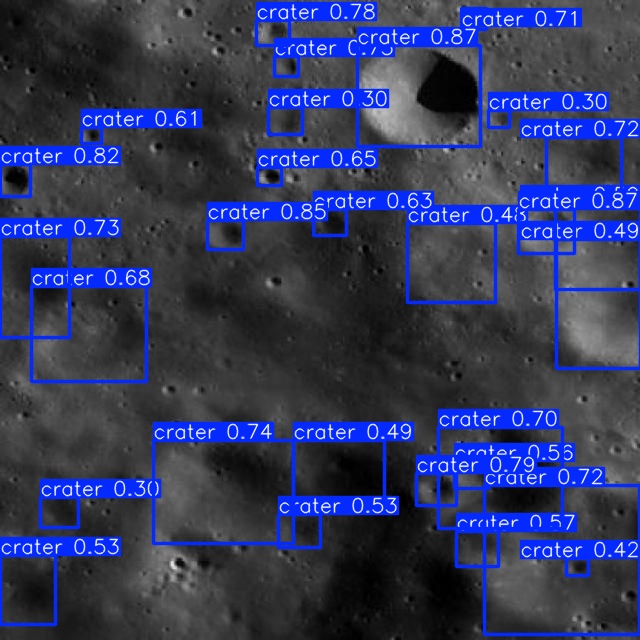 crater 0.78
crater 0.71
crater 0.87
crater 0.30
crater 0.30
crater 0.61
crater 0.72
crater 0.82
crater 0.65
crater 0.63
crater 0.87
crater 0.85
crater 0.48
crater 0.73
crater 0.49
crater 0.68
crater 0.70
crater 0.74
crater 0.49
crater 0.56
crater 0.79
crater 0.72
crater 0.30
crater 0.53
crater 0.57
crater 0.53
crater 0.42